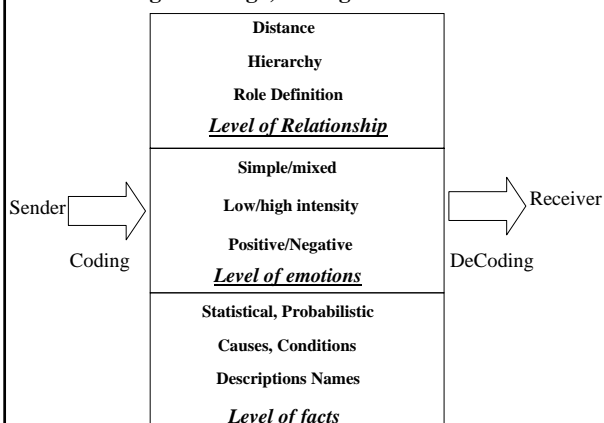 Distance
Hierarchy
Role Definition
Level of Relationship
Simple/mixed
Sender
Low/high intensity
Receiver
Positive/Negative
Coding
DeCoding
Level of emotions
Statistical, Probabilistic
Causes, Conditions
Descriptions Names
Level of facts